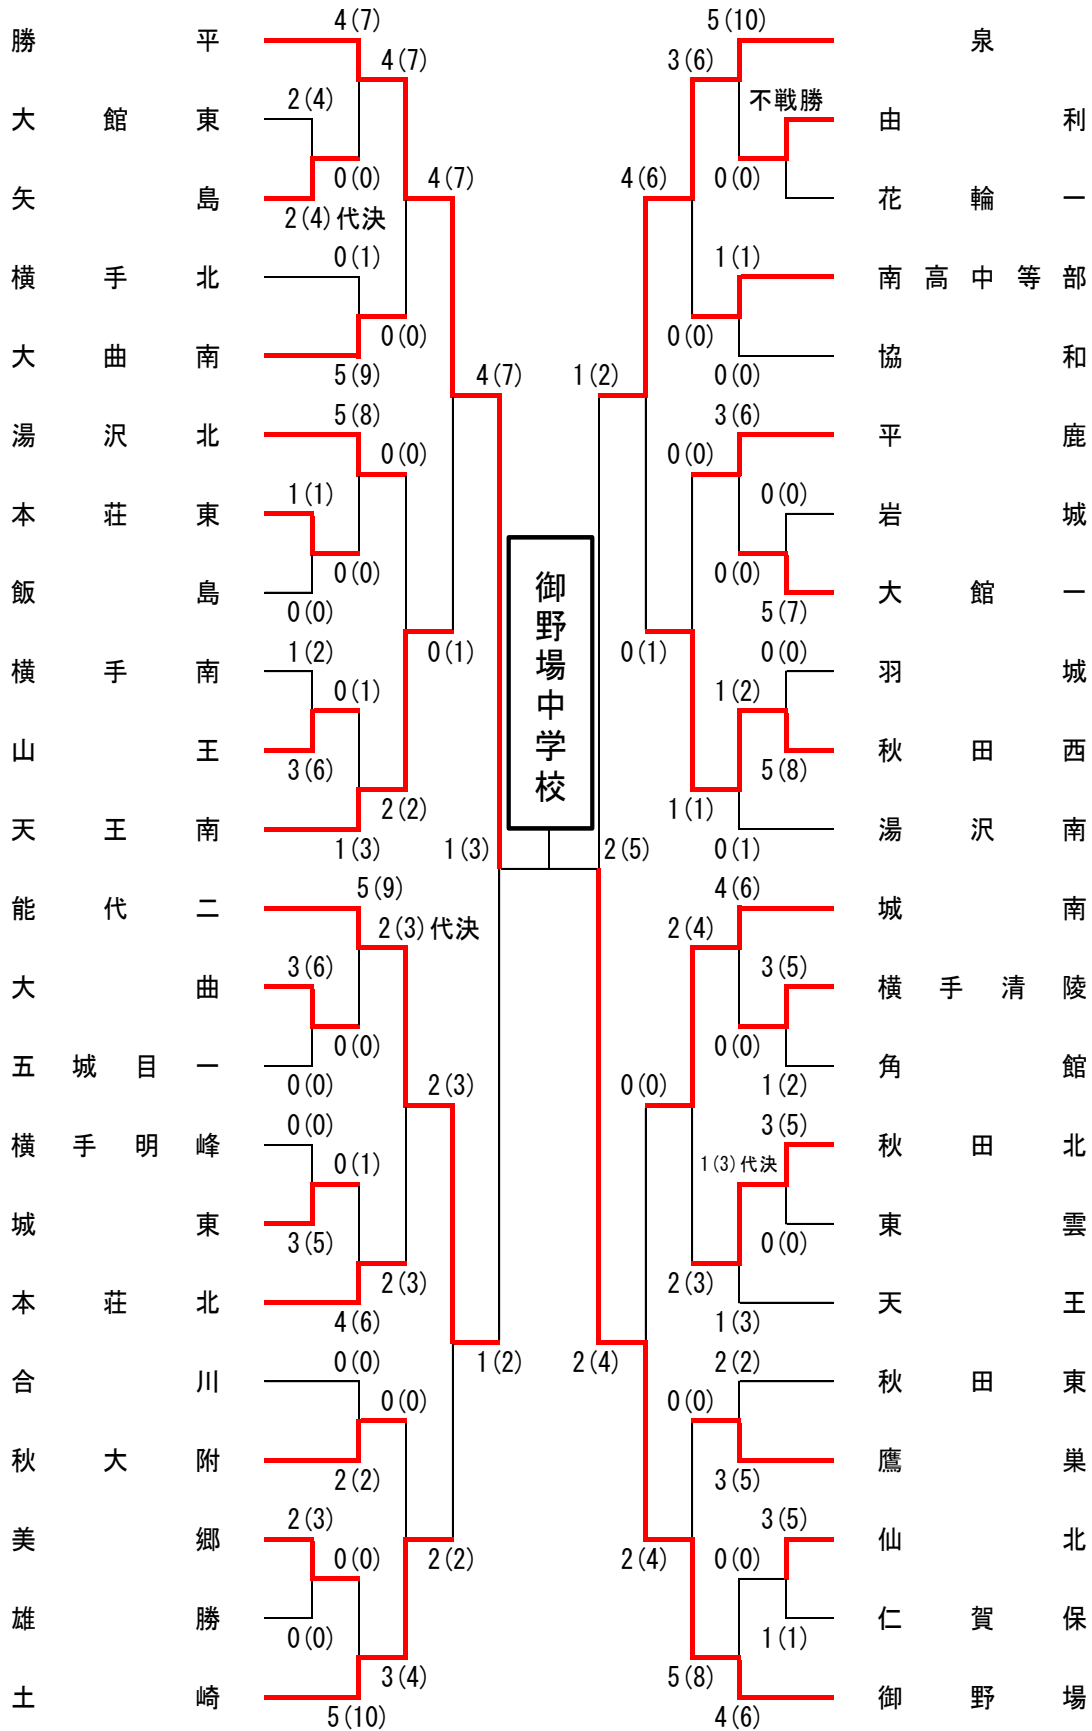 4(7)
5(10)
勝平
泉
4(7)
3(6)
2(4)
不戦勝
大館東
由利
0(0)
4(7)
4(6)
0(0)
矢島
花輪一
2(4)代決
0(1)
1(1)
横手北
南高中等部
0(0)
0(0)
大曲南
協和
5(9)
4(7)
1(2)
0(0)
5(8)
3(6)
湯沢北
平鹿
0(0)
0(0)
1(1)
0(0)
本荘東
岩城
0(0)
0(0)
飯島
大館一
0(0)
5(7)
御野場中学校
1(2)
0(1)
0(1)
0(0)
横手南
羽城
0(1)
1(2)
山王
秋田西
3(6)
5(8)
2(2)
1(1)
天王南
湯沢南
1(3)
1(3)
2(5)
0(1)
5(9)
4(6)
能代二
城南
2(3)代決
2(4)
3(6)
3(5)
大曲
横手清陵
0(0)
0(0)
五城目一
角館
0(0)
2(3)
0(0)
1(2)
0(0)
3(5)
横手明峰
秋田北
0(1)
1(3)代決
城東
東雲
3(5)
0(0)
2(3)
2(3)
本荘北
天王
4(6)
1(3)
0(0)
1(2)
2(4)
2(2)
合川
秋田東
0(0)
0(0)
秋大附
鷹巣
2(2)
3(5)
2(3)
3(5)
美郷
仙北
0(0)
2(2)
2(4)
0(0)
雄勝
仁賀保
0(0)
1(1)
3(4)
5(8)
土崎
御野場
5(10)
4(6)